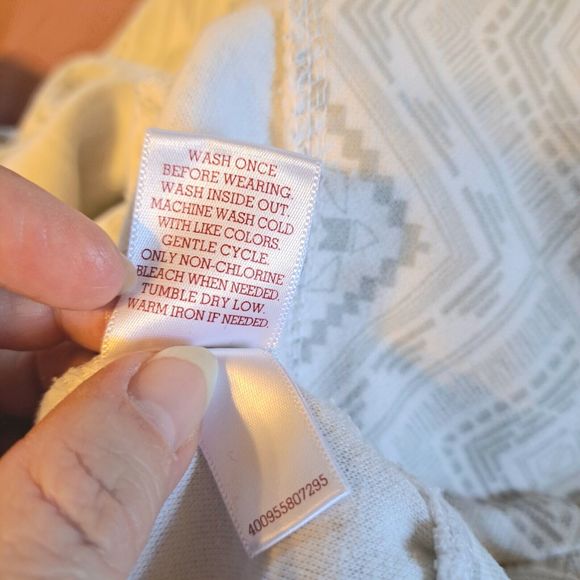 WASH ONCE
BEFORE WEARING.
WASH INSIDE OUT.
MACHINE WASH COLD
WITH LIKE COLORS
GENTLE CYCLE
ONLY NON-CHLORINE
BLEACH WHEN NEEDED.
TUMBLE DRY LOW.
WARM IRON IF NEEDED.
400955807295